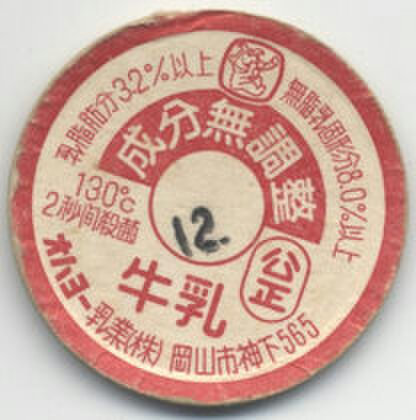 乳脂肪分3.2%以上
無脂乳固形分8.0%以上
成分無調整
130°C
2秒间殺菌
12.
公正
牛乳
オハヨー乳業(株) 岡山市神下565